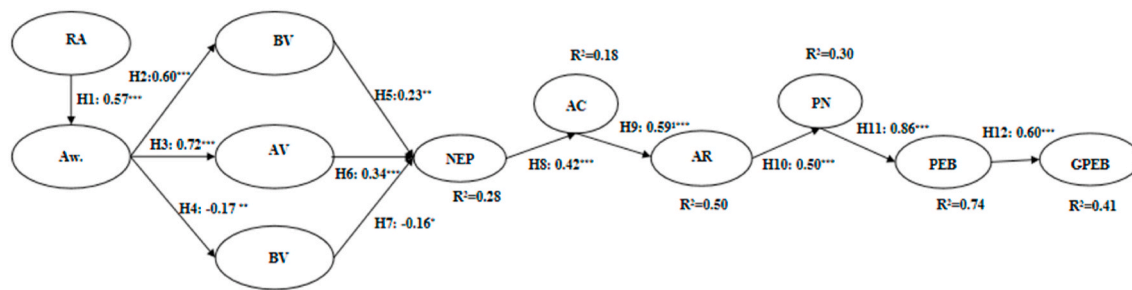 RA
BV
R²=0.18
R²=0.30
H2:0.60***
H1: 0.57***
H5:0.23**
AC
PN
H9: 0.59¹***
H11: 0.86***
H12: 0.60***
Aw.
H3: 0.72***
AV
H6: 0.34***
NEP
H8: 0.42***
AR
H10: 0.50***
PEB
GPEB
R²=0.28
R²=0.50
R²=0.74
R²=0.41
H4: -0.17 **
H7: -0.16*
BV